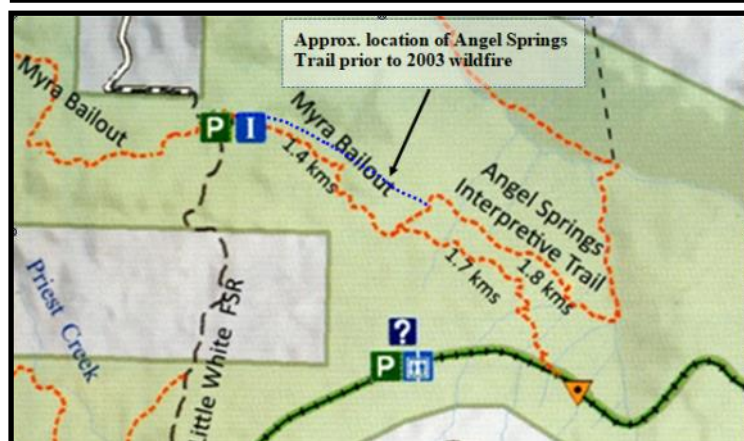 Approx. location of Angel Springs
Trail prior to 2003 wildfire
Myra Bailout
P I
Myra Bailout
1.4 kms
Angel Springs
Interpretive Trail
1.8 kms
1.7 kms
Priest Creek
Little White FSR
?
P